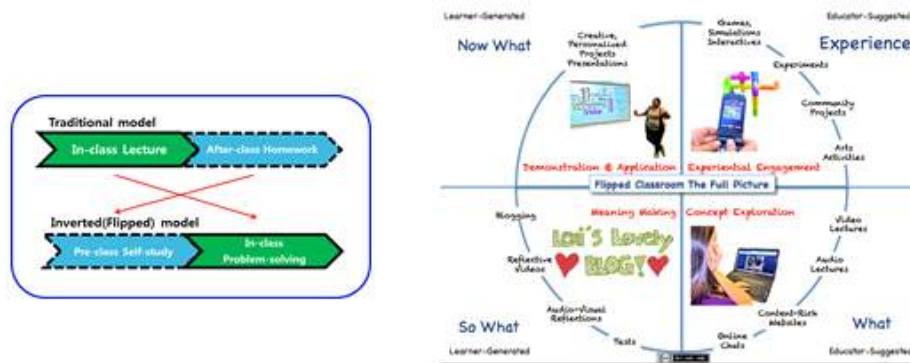 Traditional model
In-class Lecture
After-class Homework
Inverted(Flipped) model
Pre-class Self-study
In-class
Problem-solving
Learner-Generated
Educator-Suggested
Now What
Experience
Creative,
Personalized
Projects
Presentations
Games,
Simulations
Interactives
Experiments
Community
Projects
Arts
Activities
Demonstration & Application
Experiential Engagement
Flipped Classroom The Full Picture
Meaning Making
Concept Exploration
Blogging
Reflective
Videos
Audio-Visual
Reflections
Tests
Lori's Lovely
BLOG!
Video
Lectures
Audio
Lectures
Content-Rich
Websites
Online
Chats
So What
What
Learner-Generated
Educator-Suggested